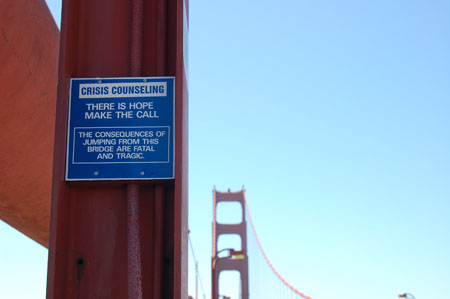 CRISIS COUNSELING
THERE IS HOPE
MAKE THE CALL
THE CONSEQUENCES OF
JUMPING FROM THIS
BRIDGE ARE FATAL
AND TRAGIC.